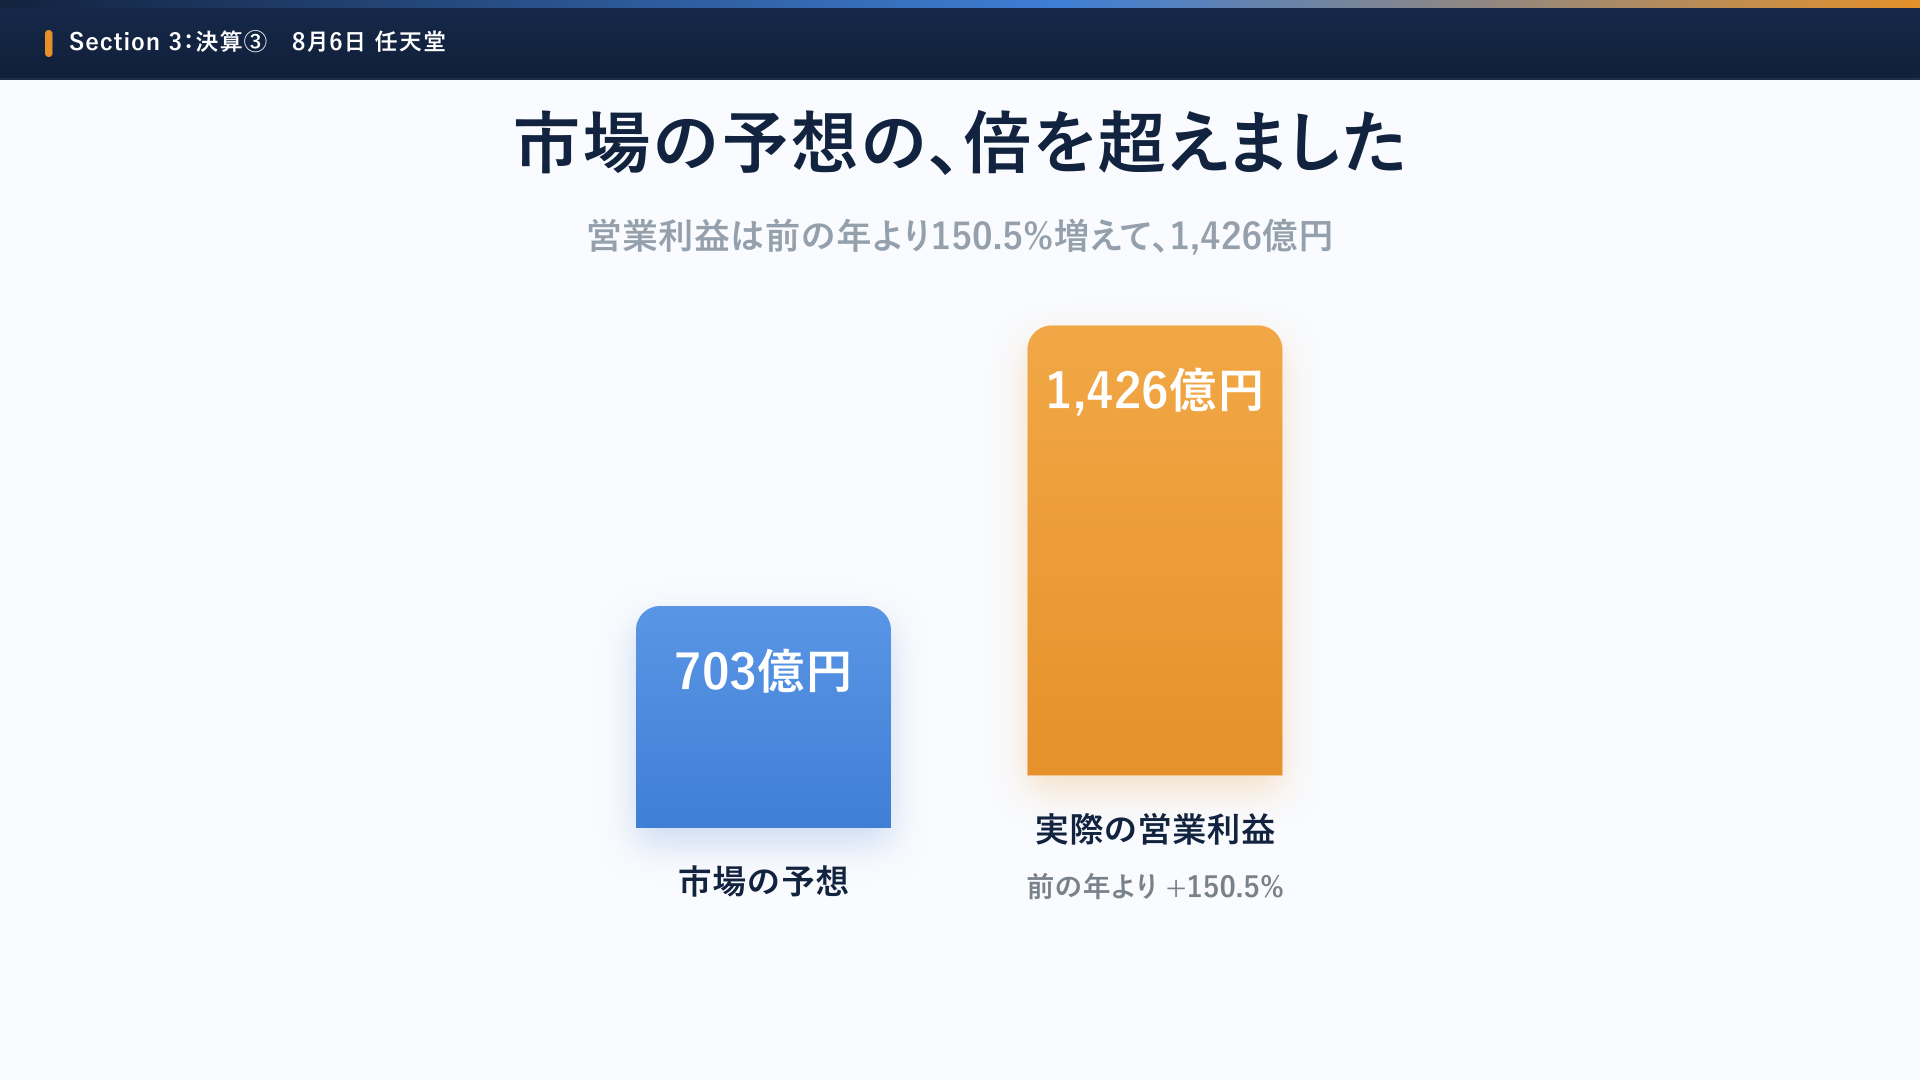 Section 3：決算③　8月6日 任天堂
市場の予想の、倍を超えました
営業利益は前の年より150.5%増えて、1,426億円
1,426億円
703億円
実際の営業利益
前の年より +150.5%
市場の予想